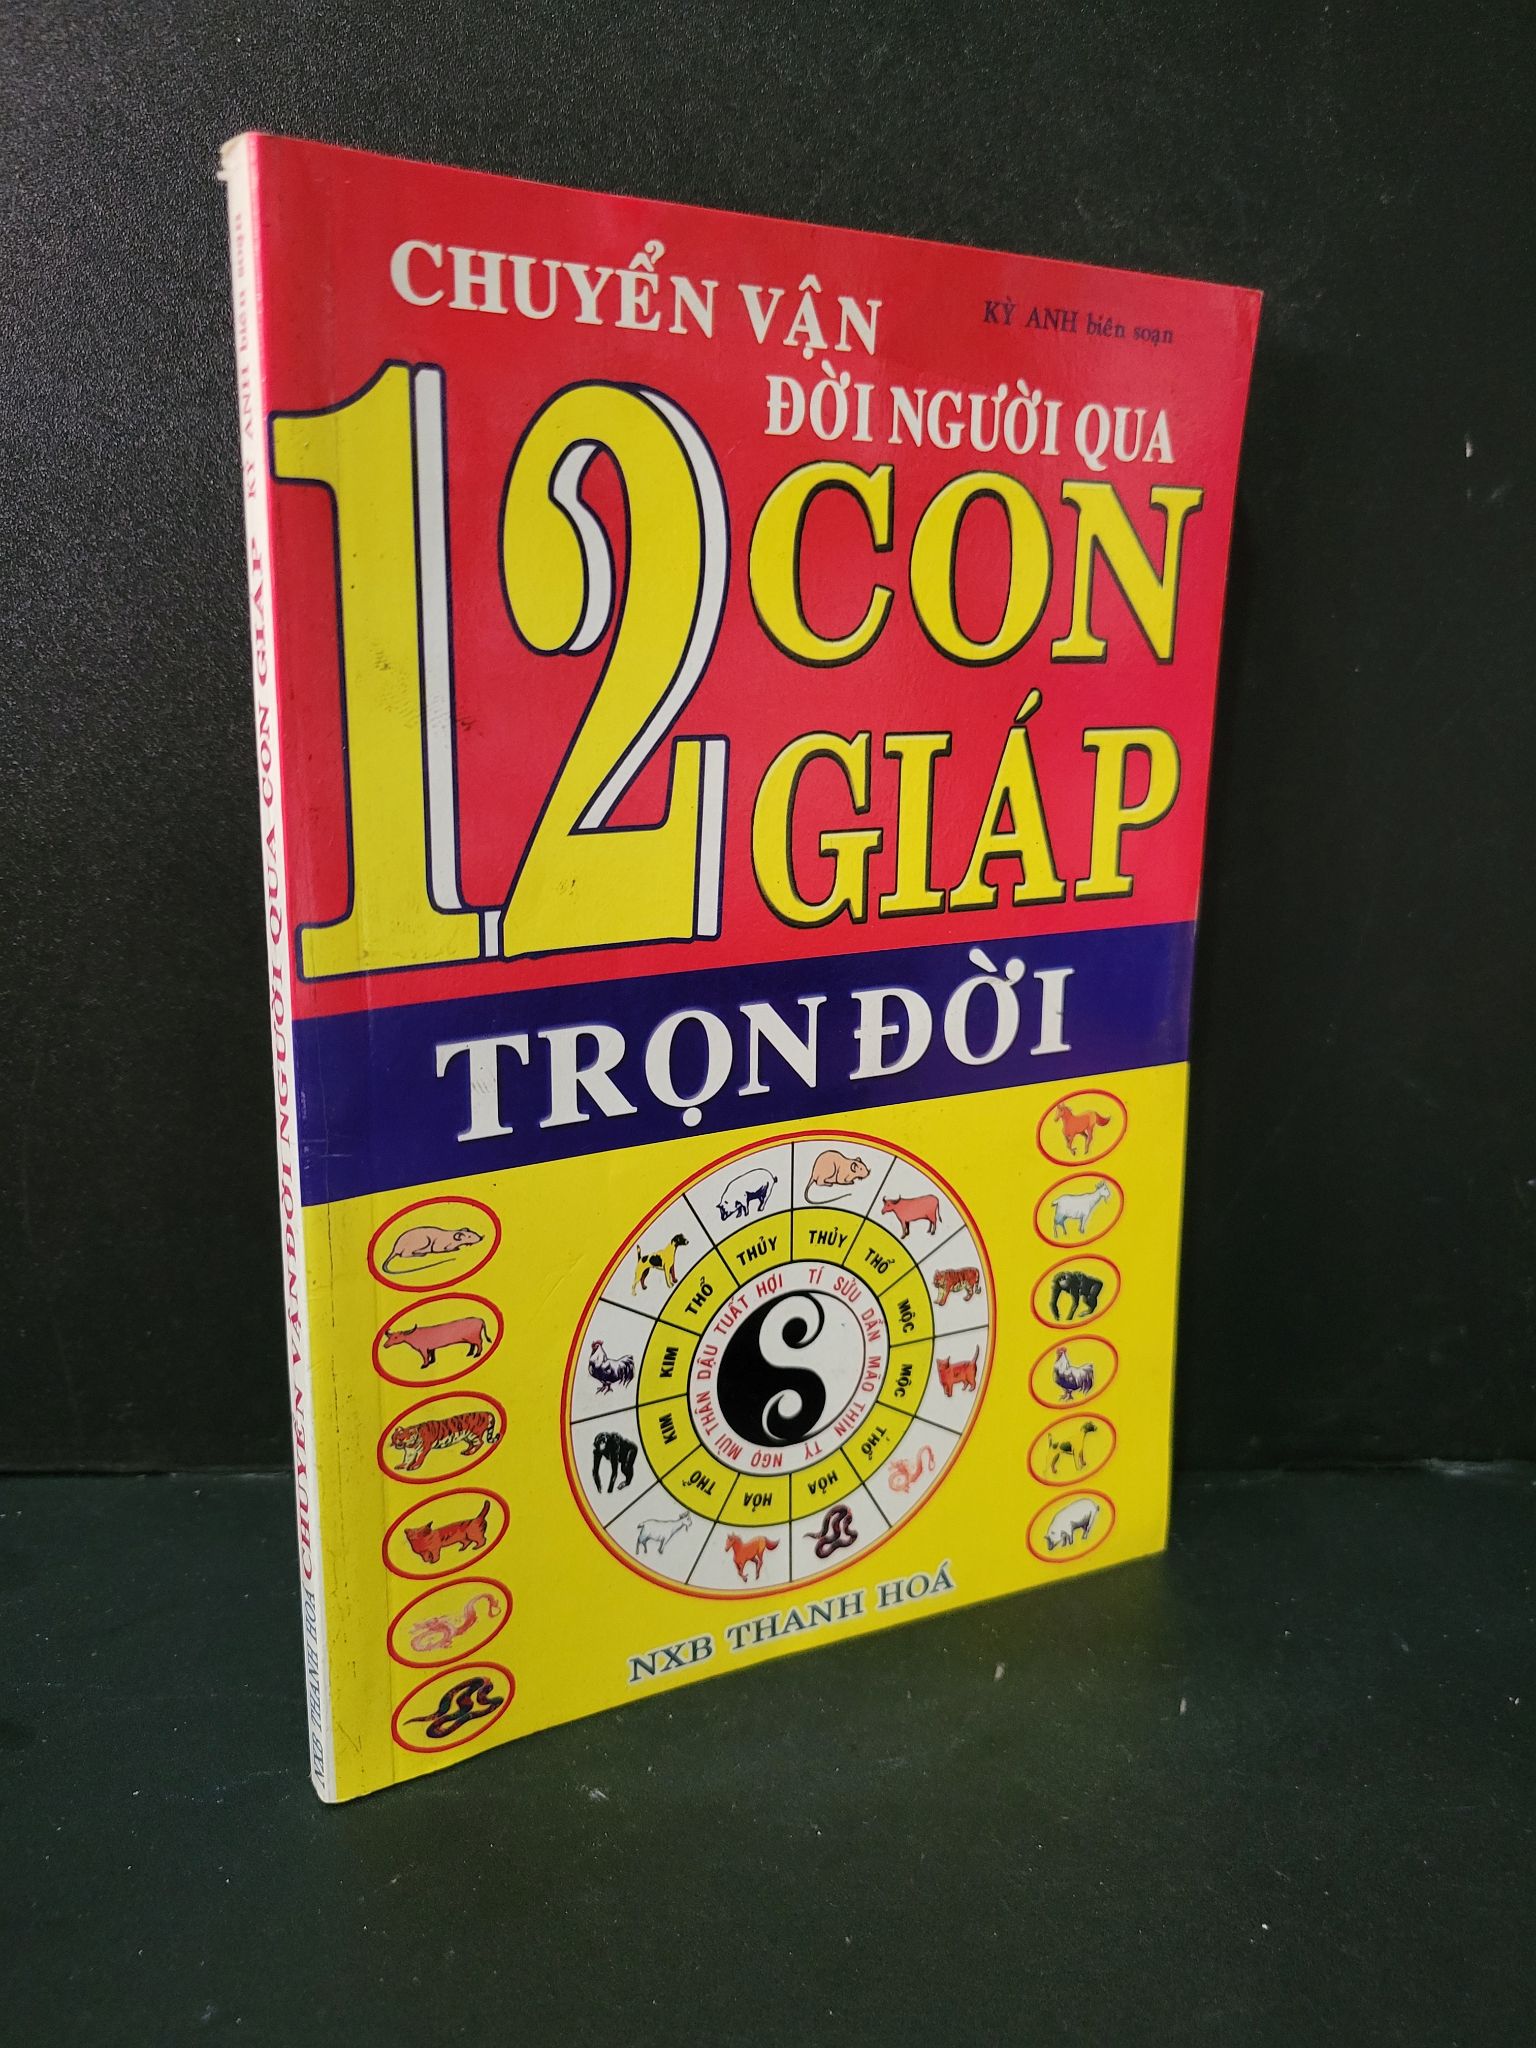 CHUYỂN VẬN
KỲ ANH biên soạn
ĐỜI NGƯỜI QUA
12 CON
GIÁP
TRỌN ĐỜI
THỦY
THỔ
MỘC
MỘC
THỔ
HỎA
HỎA
THỔ
KIM
KIM
THỔ
THỦY
TÍ SỬU DẦN MÃO THÌN TỴ NGỌ MÙI THÂN DẬU TUẤT HỢI
NXB THANH HOÁ
KỲ ANH biên soạn
CHUYỂN VẬN ĐỜI NGƯỜI QUA CON GIÁP
NXB THANH HOÁ